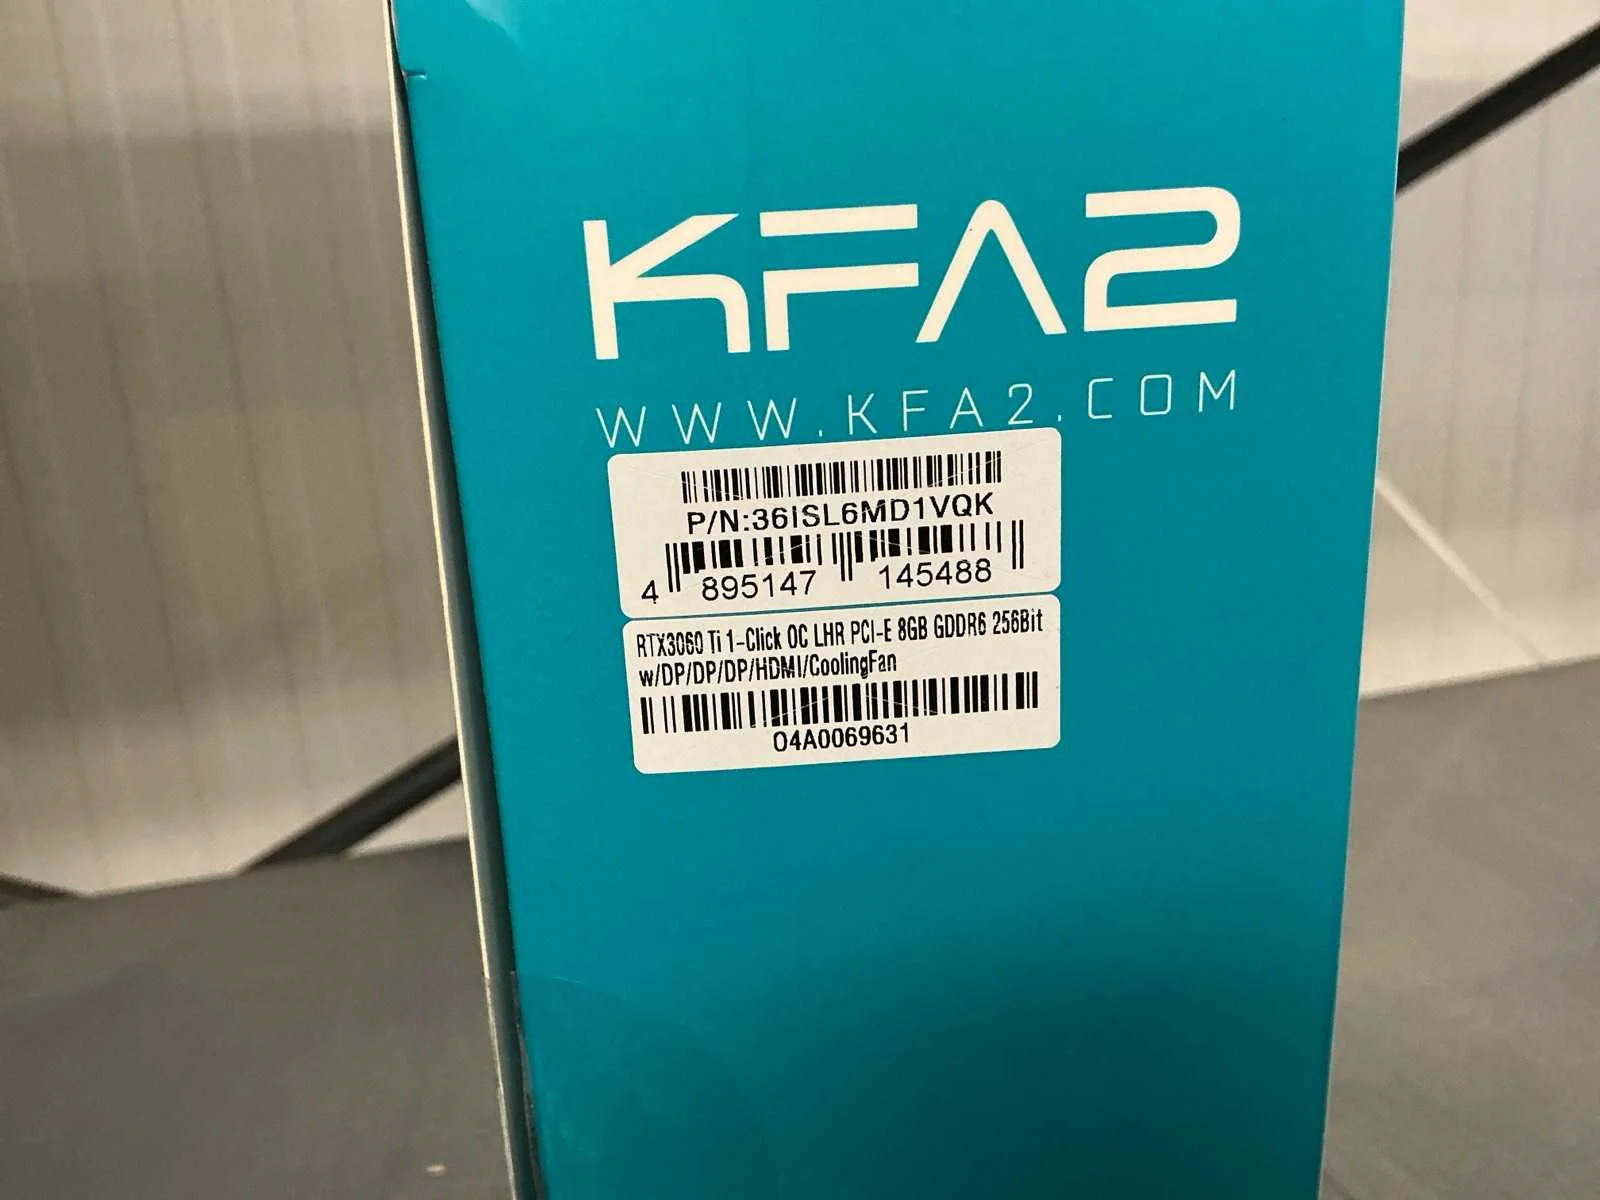 KFA2
WWW.KFA2.COM
P/N:36ISL6MD1VQK
4 895147 145488
RTX3060 Ti 1-Click OC LHR PCI-E 8GB GDDR6 256Bit
w/DP/DP/DP/HDMI/CoolingFan
04A0069631